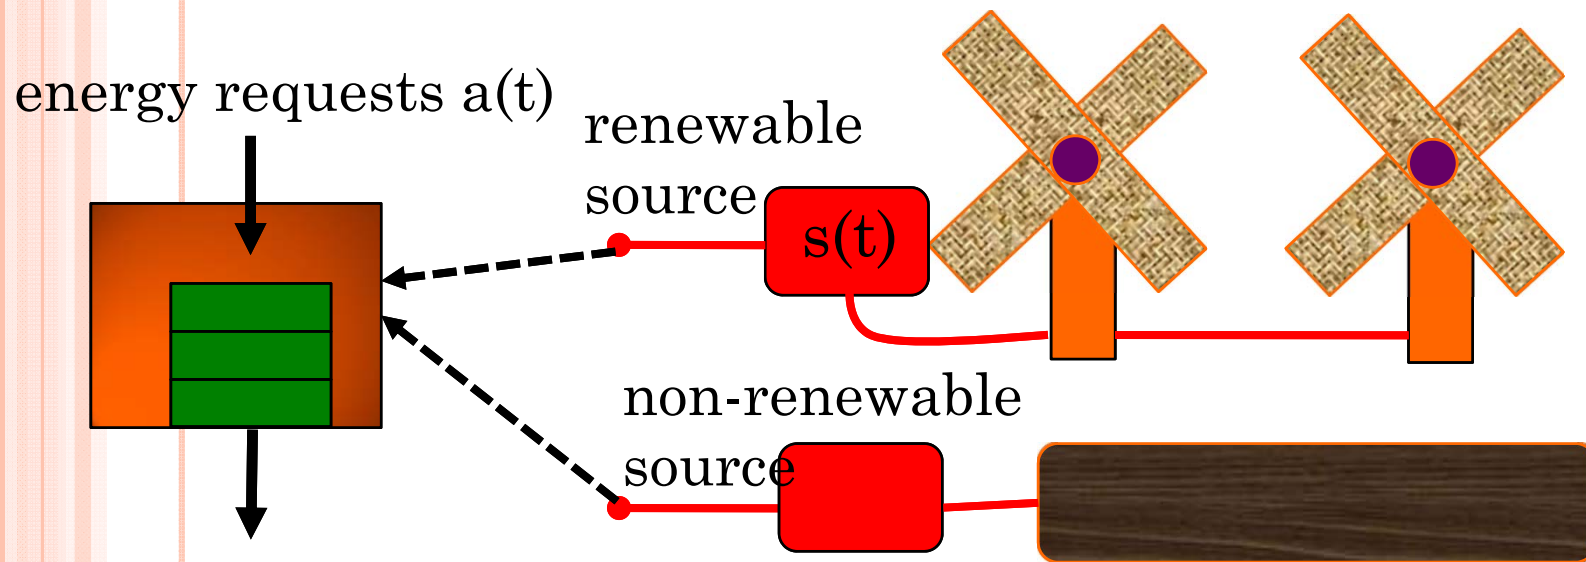 energy requests a(t)
renewable
source
s(t)
non-renewable
source